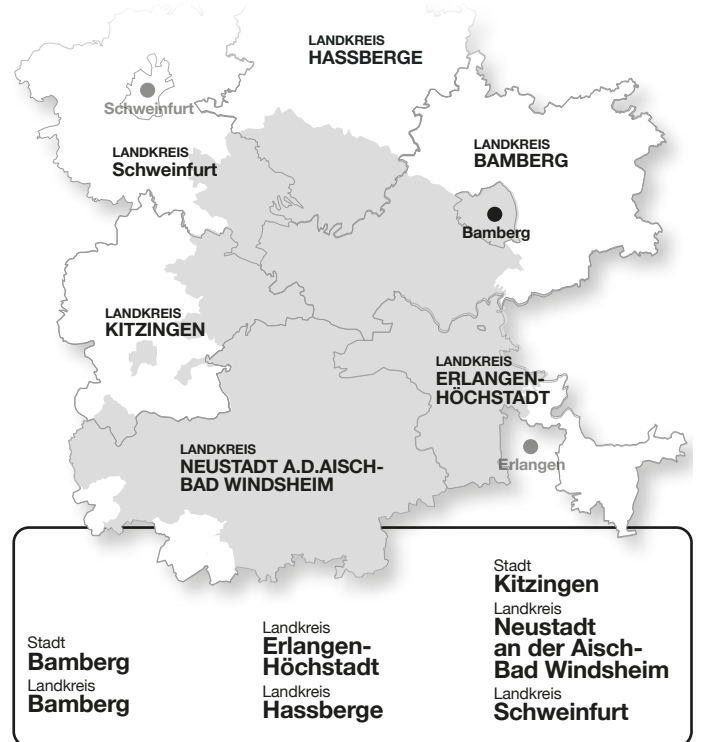 LANDKREIS
HASSBERGE
Schweinfurt
LANDKREIS
Schweinfurt
LANDKREIS
BAMBERG
Bamberg
LANDKREIS
KITZINGEN
LANDKREIS
ERLANGEN-
HÖCHSTADT
Erlangen
LANDKREIS
NEUSTADT A.D.AISCH-
BAD WINDSHEIM
Stadt
Bamberg
Landkreis
Bamberg
Landkreis
Erlangen-
Höchstadt
Landkreis
Hassberge
Stadt
Kitzingen
Landkreis
Neustadt
an der Aisch-
Bad Windsheim
Landkreis
Schweinfurt